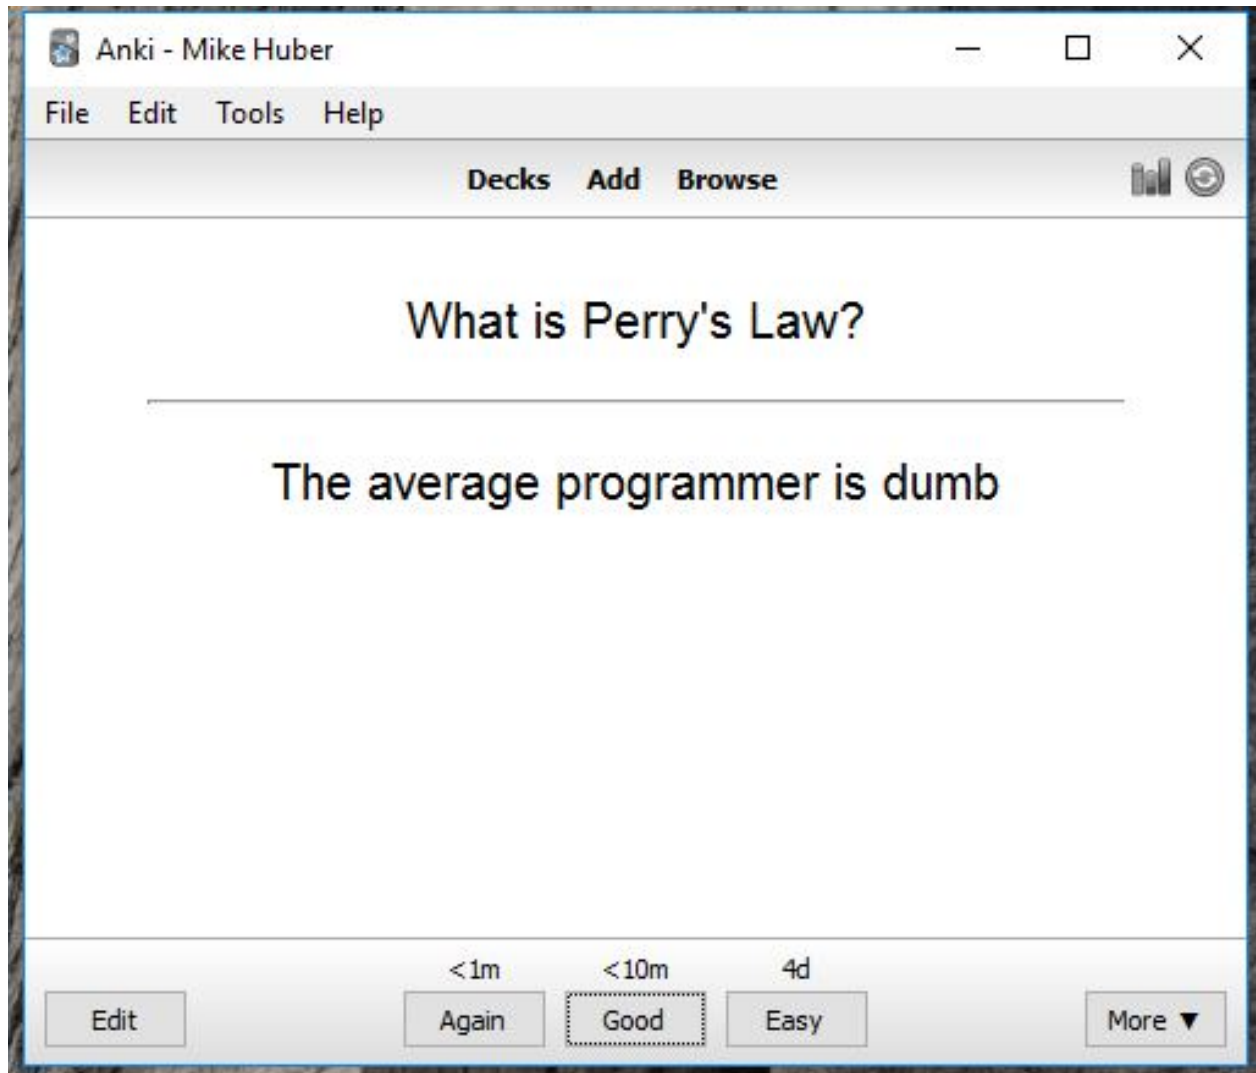 Anki - Mike Huber
File Edit Tools Help
Decks Add Browse
What is Perry's Law?
The average programmer is dumb
<1m <10m 4d
Edit Again Good Easy More ▼